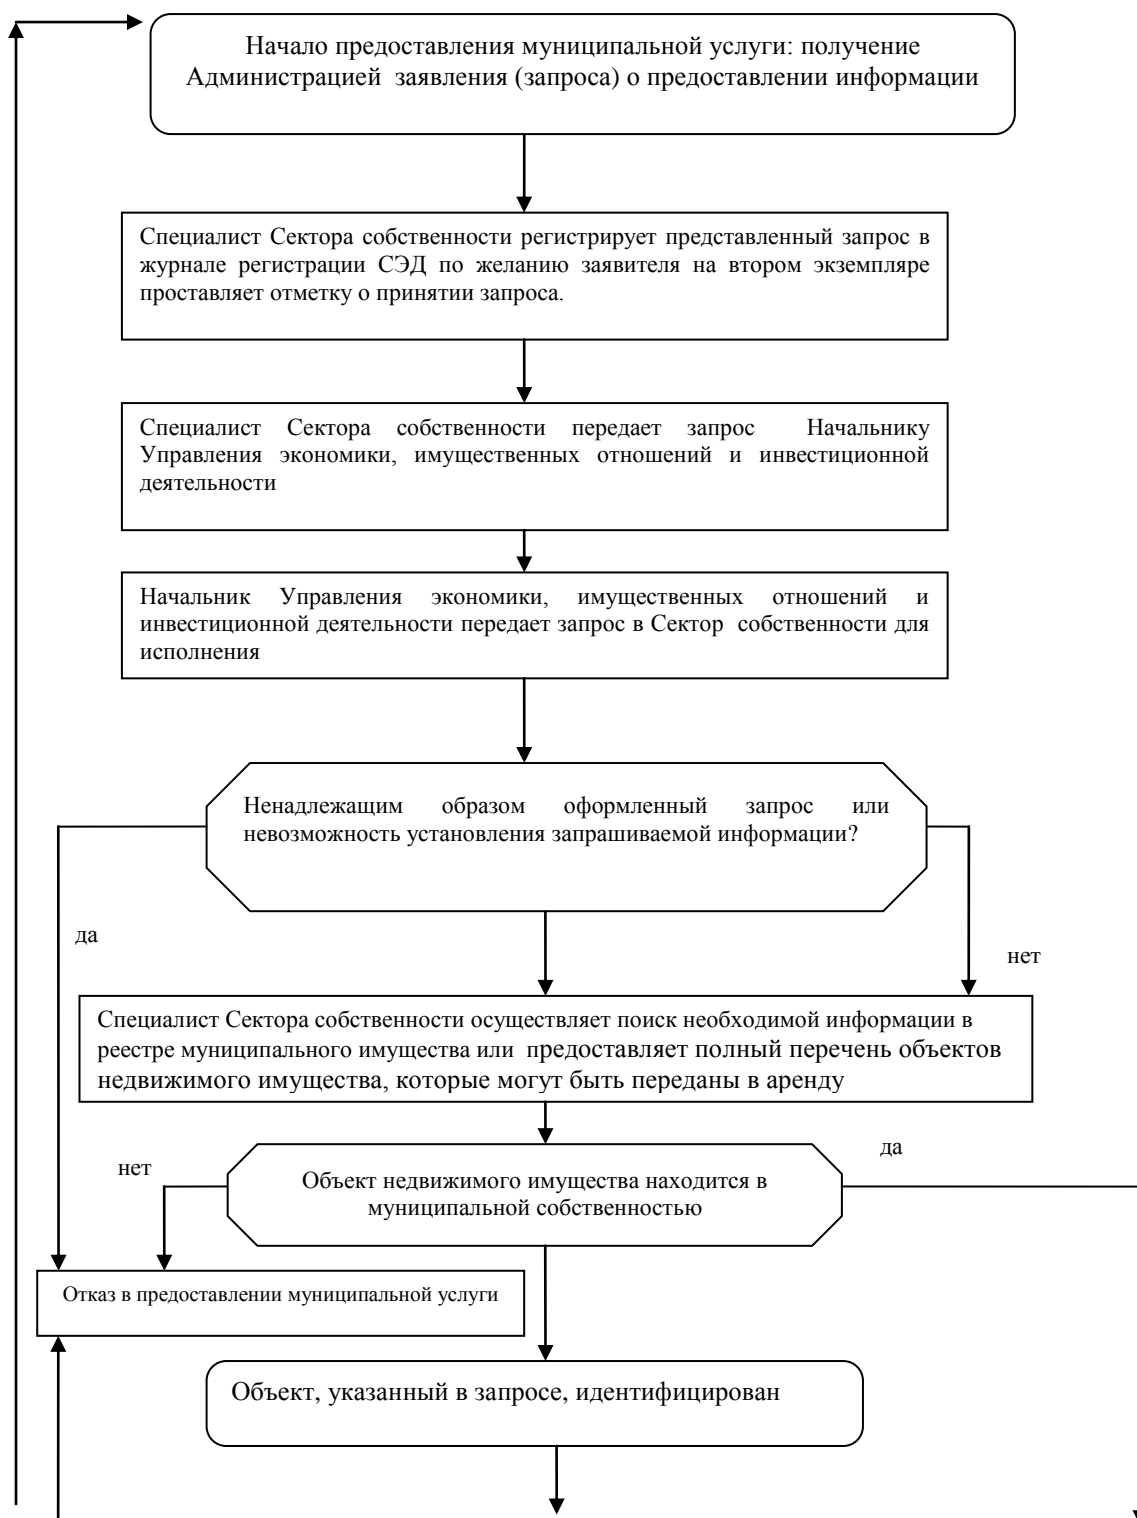 Начало предоставления муниципальной услуги: получение
Администрацией заявления (запроса) о предоставлении информации
Специалист Сектора собственности регистрирует представленный запрос в
журнале регистрации СЭД по желанию заявителя на втором экземпляре
проставляет отметку о принятии запроса.
Специалист Сектора собственности передает запрос Начальнику
Управления экономики, имущественных отношений и инвестиционной
деятельности
Начальник Управления экономики, имущественных отношений и
инвестиционной деятельности передает запрос в Сектор собственности для
исполнения
Ненадлежащим образом оформленный запрос или
невозможность установления запрашиваемой информации?
да
нет
Специалист Сектора собственности осуществляет поиск необходимой информации в
реестре муниципального имущества или предоставляет полный перечень объектов
недвижимого имущества, которые могут быть переданы в аренду
нет
да
Объект недвижимого имущества находится в
муниципальной собственностью
Отказ в предоставлении муниципальной услуги
Объект, указанный в запросе, идентифицирован